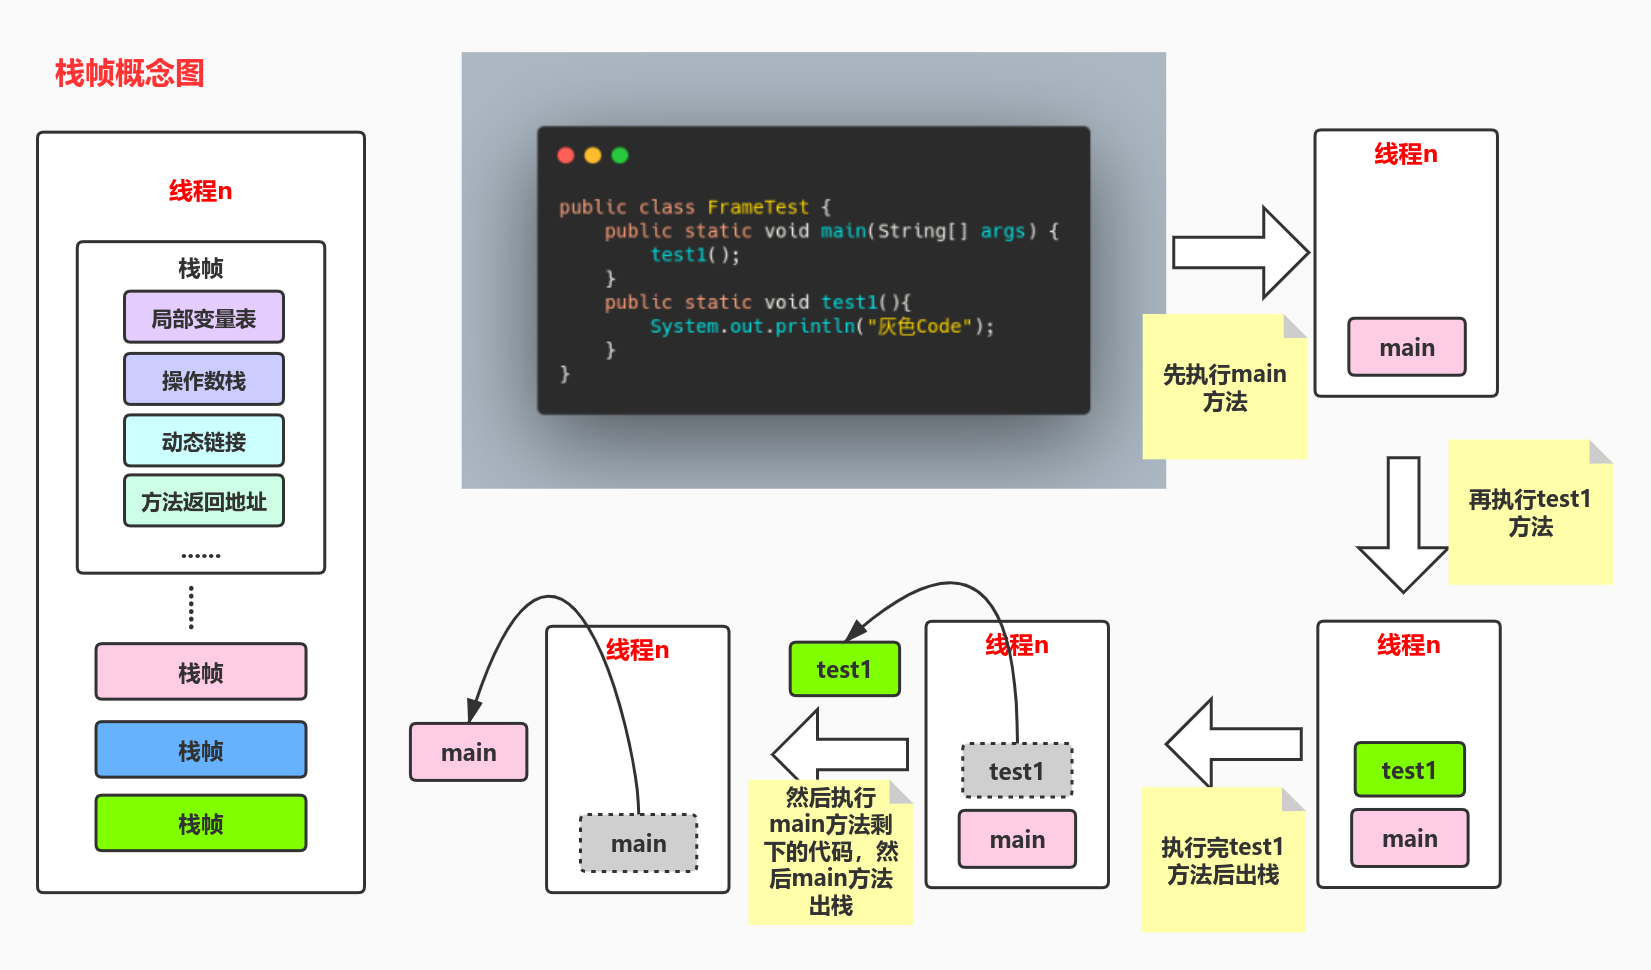 栈帧概念图
线程n
栈帧
局部变量表
操作数栈
动态链接
方法返回地址
......
栈帧
栈帧
栈帧
public class FrameTest {
    public static void main(String[] args) {
        test1();
    }
    public static void test1(){
        System.out.println("灰色Code");
    }
}
先执行main
方法
线程n
main
再执行test1
方法
线程n
test1
main
执行完test1
方法后出栈
线程n
test1
test1
main
然后执行
main方法剩
下的代码，然
后main方法
出栈
线程n
main
main